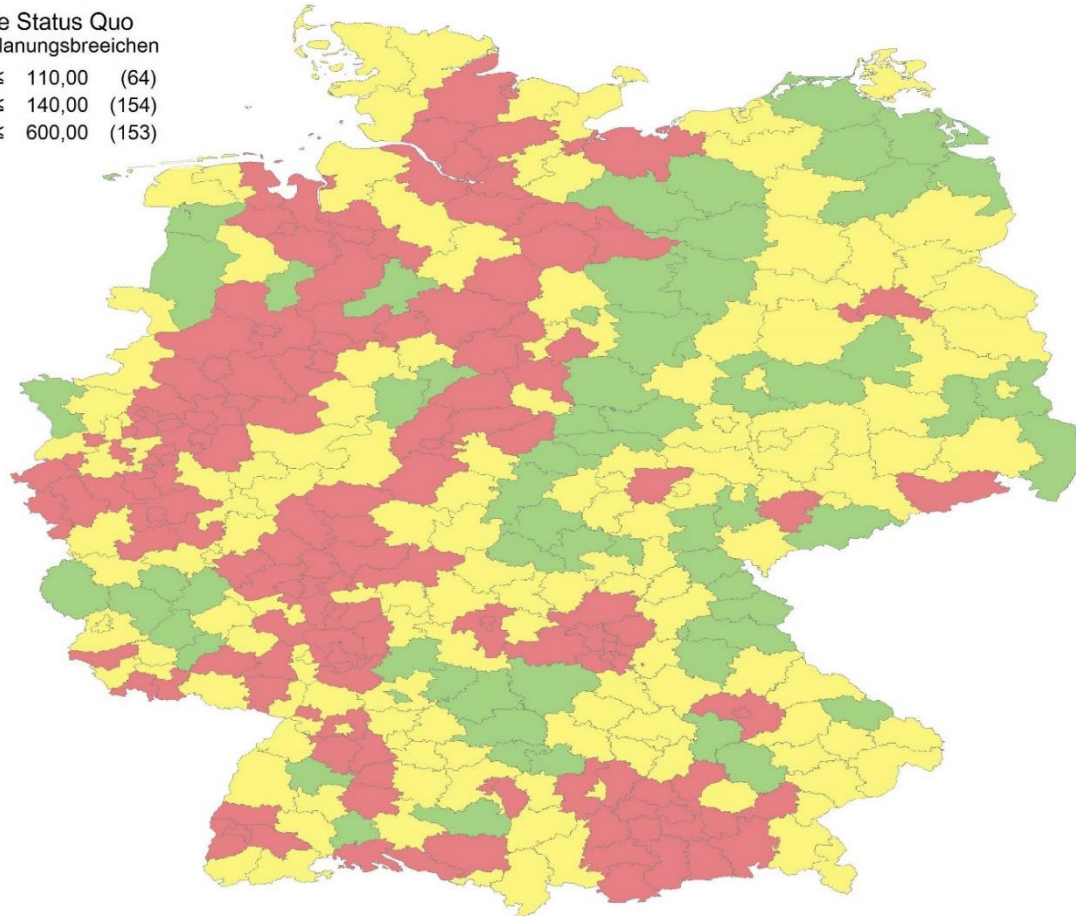 e Status Quo
lanungsbreeichen
≤ 110,00 (64)
≤ 140,00 (154)
≤ 600,00 (153)